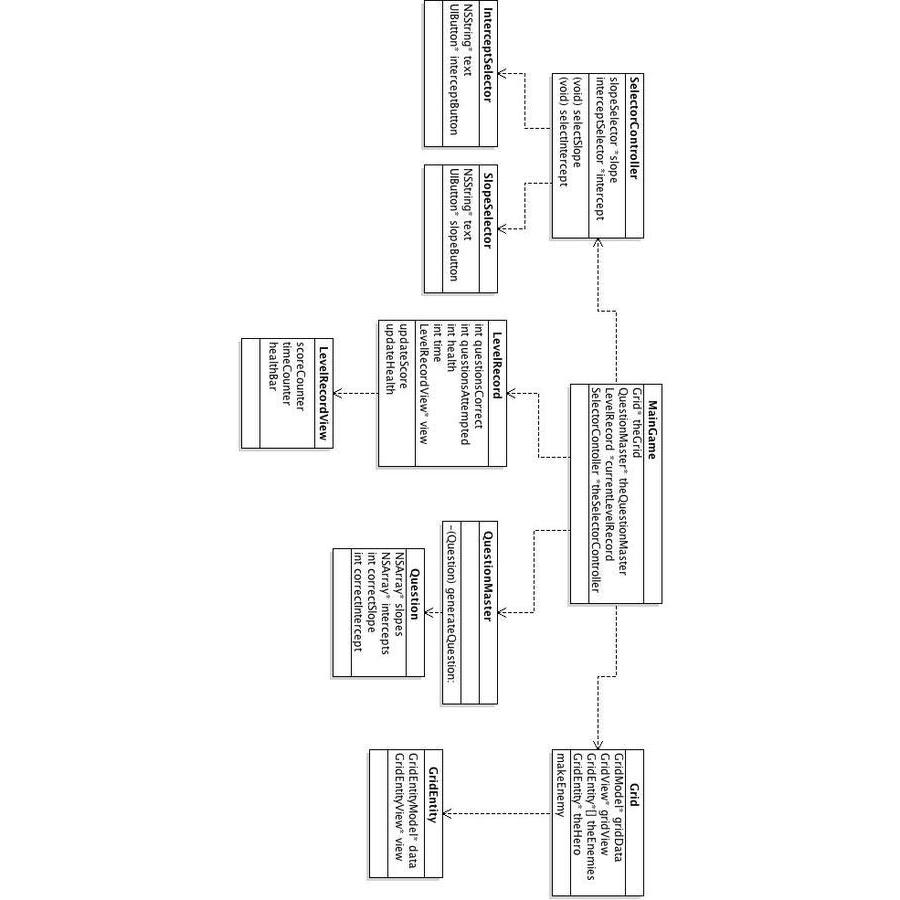 MainGame
Grid* theGrid
QuestionMaster* theQuestionMaster
LevelRecord *currentLevelRecord
SelectorContoller *theSelectorController
SelectorController
slopeSelector *slope
interceptSelector *intercept
(void) selectSlope
(void) selectIntercept
Grid
GridModel* gridData
GridView* gridView
GridEntity*[] theEnemies
GridEntity* theHero
makeEnemy
InterceptSelector
NSString* text
UIButton* interceptButton
SlopeSelector
NSString* text
UIButton* slopeButton
LevelRecord
int questionsCorrect
int questionsAttempted
int health
int time
LevelRecordView* view
updateScore
updateHealth
QuestionMaster
-(Question) generateQuestion:
GridEntity
GridEntityModel* data
GridEntityView* view
LevelRecordView
scoreCounter
timeCounter
healthBar
Question
NSArray* slopes
NSArray* intercepts
int correctSlope
int correctIntercept